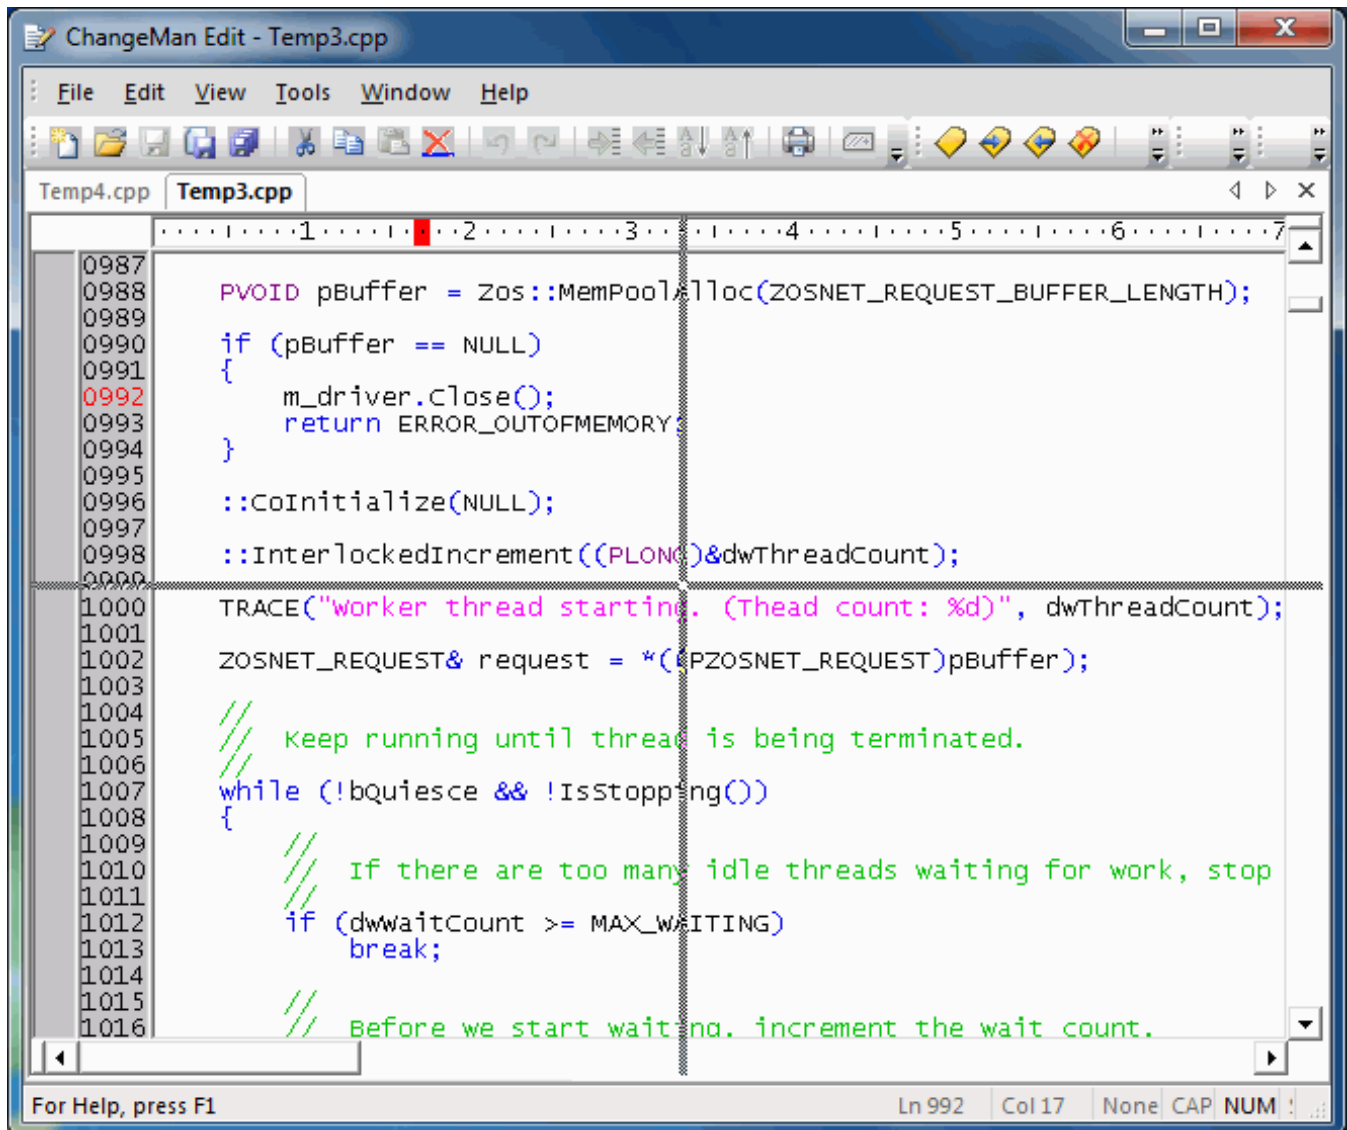 ChangeMan Edit - Temp3.cpp
File Edit View Tools Window Help
Temp4.cpp Temp3.cpp
1 2 3 4 5 6 7
0987
0988 PVOID pBuffer = Zos::MemPoolAlloc(ZOSNET_REQUEST_BUFFER_LENGTH);
0989
0990 if (pBuffer == NULL)
0991 {
0992 m_driver.Close();
0993 return ERROR_OUTOFMEMORY;
0994 }
0995
0996 ::CoInitialize(NULL);
0997
0998 ::InterlockedIncrement((PLONG)&dwThreadCount);
0999
1000 TRACE("Worker thread starting. (Thead count: %d)", dwThreadCount);
1001
1002 ZOSNET_REQUEST& request = *((PZOSNET_REQUEST)pBuffer);
1003
1004 //
1005 // Keep running until thread is being terminated.
1006 //
1007 while (!bQuiesce && !IsStopping())
1008 {
1009 //
1010 // If there are too many idle threads waiting for work, stop
1011 //
1012 if (dwWaitCount >= MAX_WAITING)
1013 break;
1014
1015 //
1016 // Before we start waiting, increment the wait count.
For Help, press F1 Ln 992 Col 17 None CAP NUM